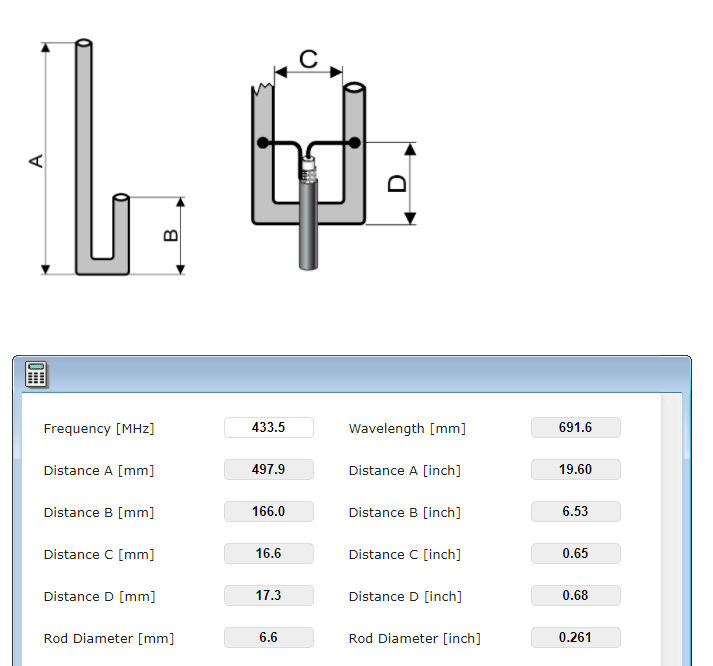 A
B
C
D
Frequency [MHz] 433.5 Wavelength [mm] 691.6
Distance A [mm] 497.9 Distance A [inch] 19.60
Distance B [mm] 166.0 Distance B [inch] 6.53
Distance C [mm] 16.6 Distance C [inch] 0.65
Distance D [mm] 17.3 Distance D [inch] 0.68
Rod Diameter [mm] 6.6 Rod Diameter [inch] 0.261